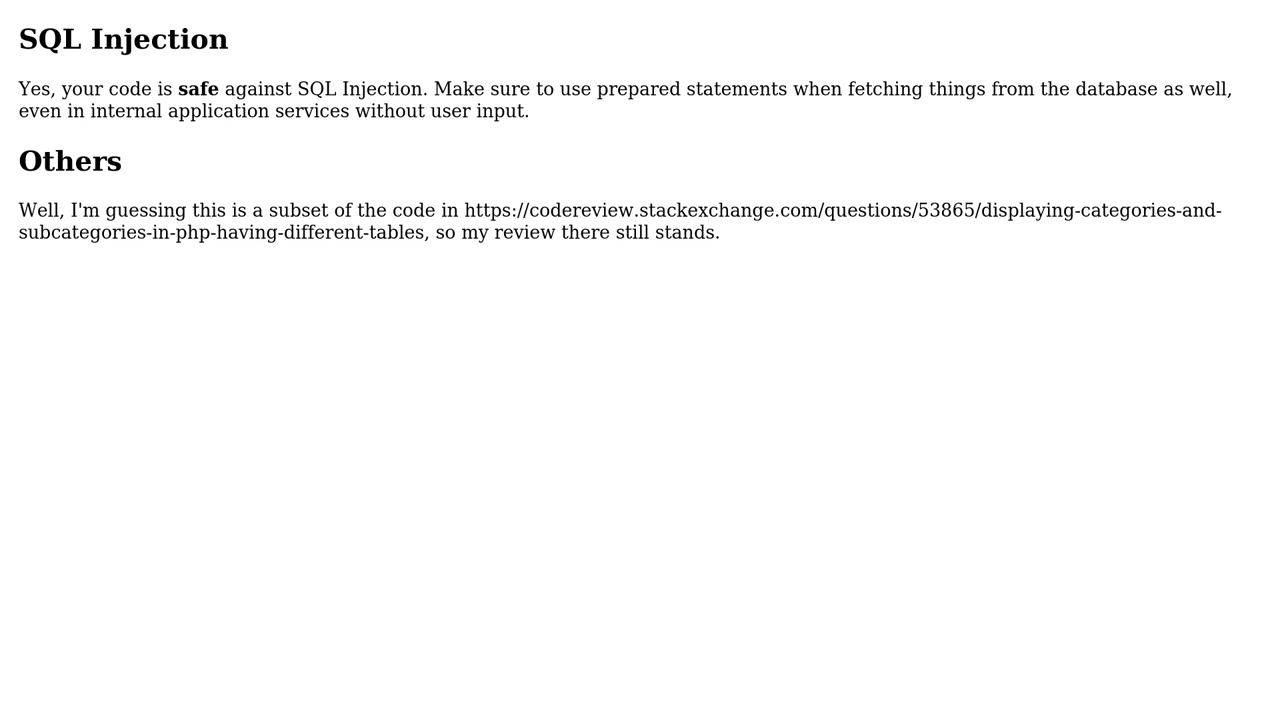 SQL Injection
Yes, your code is safe against SQL Injection. Make sure to use prepared statements when fetching things from the database as well,
even in internal application services without user input.
Others
Well, I'm guessing this is a subset of the code in https://codereview.stackexchange.com/questions/53865/displaying-categories-and-
subcategories-in-php-having-different-tables, so my review there still stands.